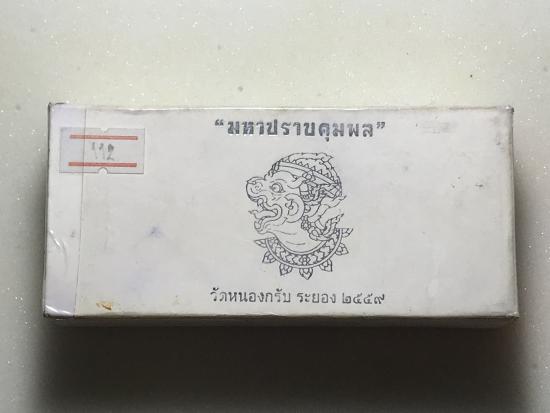 “มหาปราบคุมพล”
112
วัดหนองกรับ ระยอง ๒๕๕๙